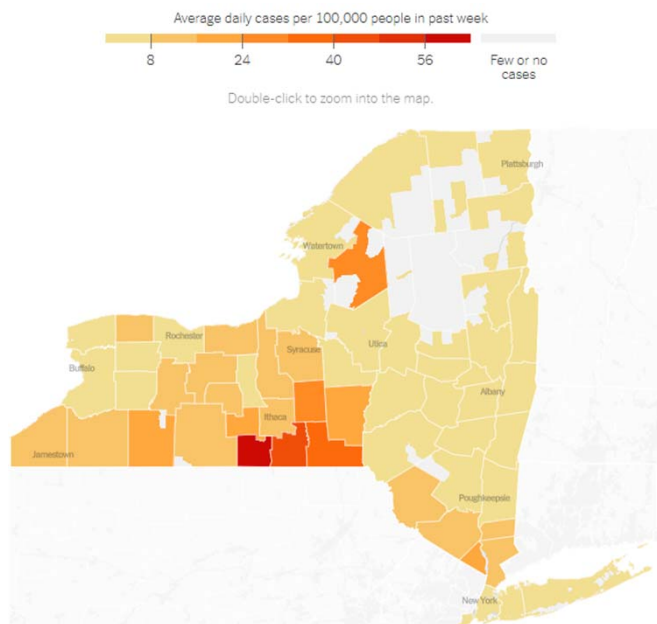 Average daily cases per 100,000 people in past week
8 24 40 56 Few or no
cases
Double-click to zoom into the map.
Plattsburgh
Watertown
Rochester
Syracuse
Utica
Buffalo
Albany
Ithaca
Jamestown
Poughkeepsie
New York